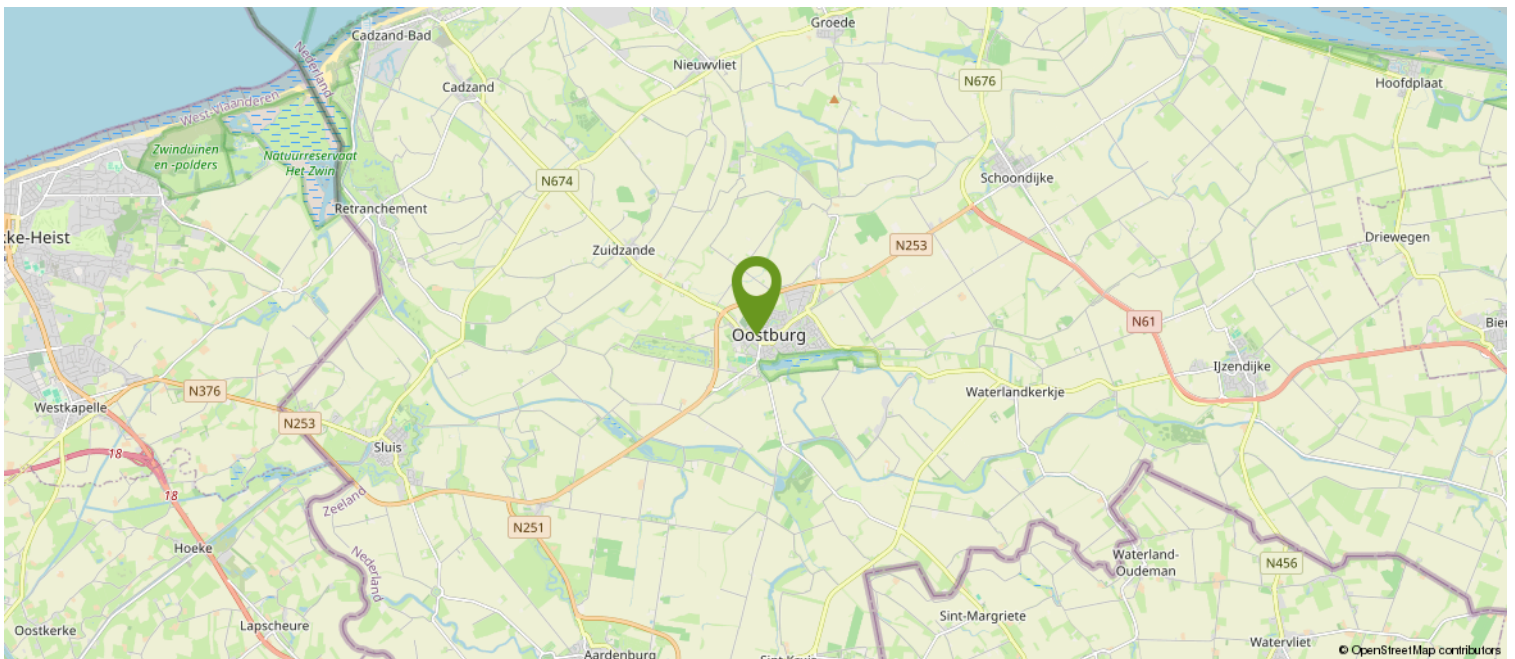 Groede
Cadzand-Bad
Nederland
Nieuwvliet
N676
Hoofdplaat
Cadzand
West-Vlaanderen
Zwinduinen
en -polders
Natuurreservaat
Het Zwin
N674
Schoondijke
Retranchement
kke-Heist
Zuidzande
N253
Driewegen
N61
Oostburg
IJzendijke
N376
Waterlandkerkje
Westkapelle
N253
Sluis
18
18
Zeeland
N251
Hoeke
Nederland
Waterland-
Oudeman
N456
Sint-Margriete
Oostkerke
Lapscheure
Watervliet
Aardenburg
© OpenStreetMap contributors